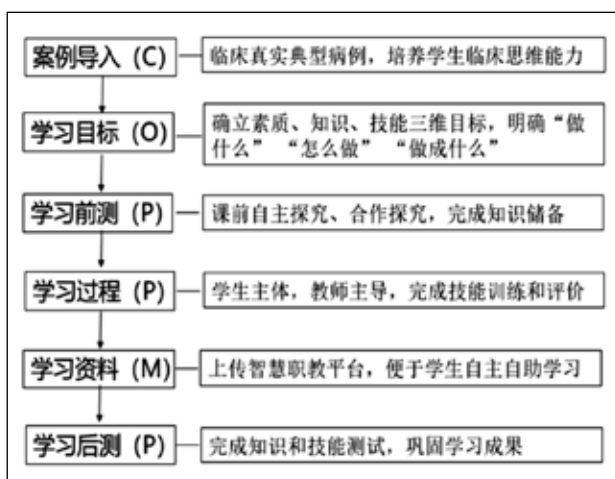 案例导入（C）
临床真实典型病例，培养学生临床思维能力
学习目标（O）
确立素质、知识、技能三维目标，明确“做
什么” “怎么做” “做成什么”
学习前测（P）
课前自主探究、合作探究，完成知识储备
学习过程（P）
学生主体，教师主导，完成技能训练和评价
学习资料（M）
上传智慧职教平台，便于学生自主自助学习
学习后测（P）
完成知识和技能测试，巩固学习成果